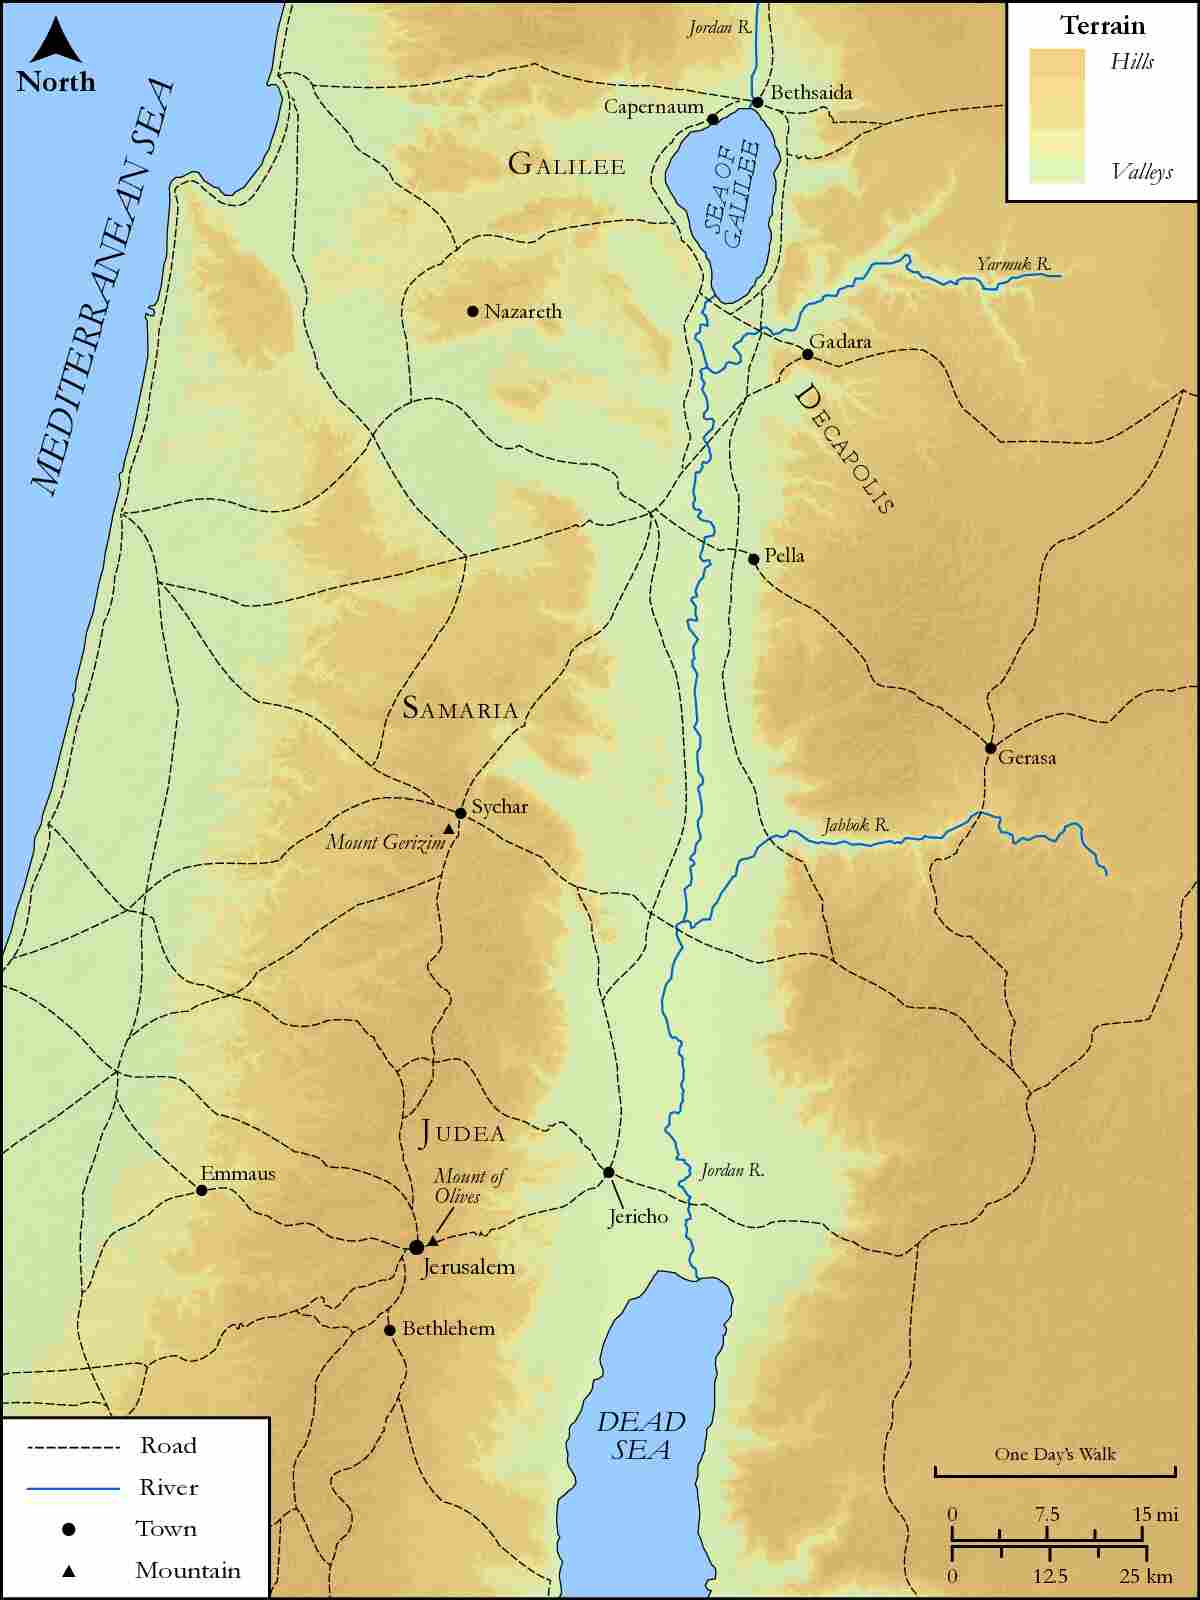 North
Jordan R.
Terrain
Hills
Valleys
MEDITERRANEAN SEA
Capernaum
Bethsaida
GALILEE
SEA OF
GALILEE
Yarmuk R.
Nazareth
Gadara
DECAPOLIS
Pella
SAMARIA
Gerasa
Sychar
Mount Gerizim
Jabbok R.
JUDEA
Emmaus
Mount of
Olives
Jordan R.
Jericho
Jerusalem
Bethlehem
DEAD
SEA
Road
River
Town
Mountain
One Day's Walk
0 7.5 15 mi
0 12.5 25 km